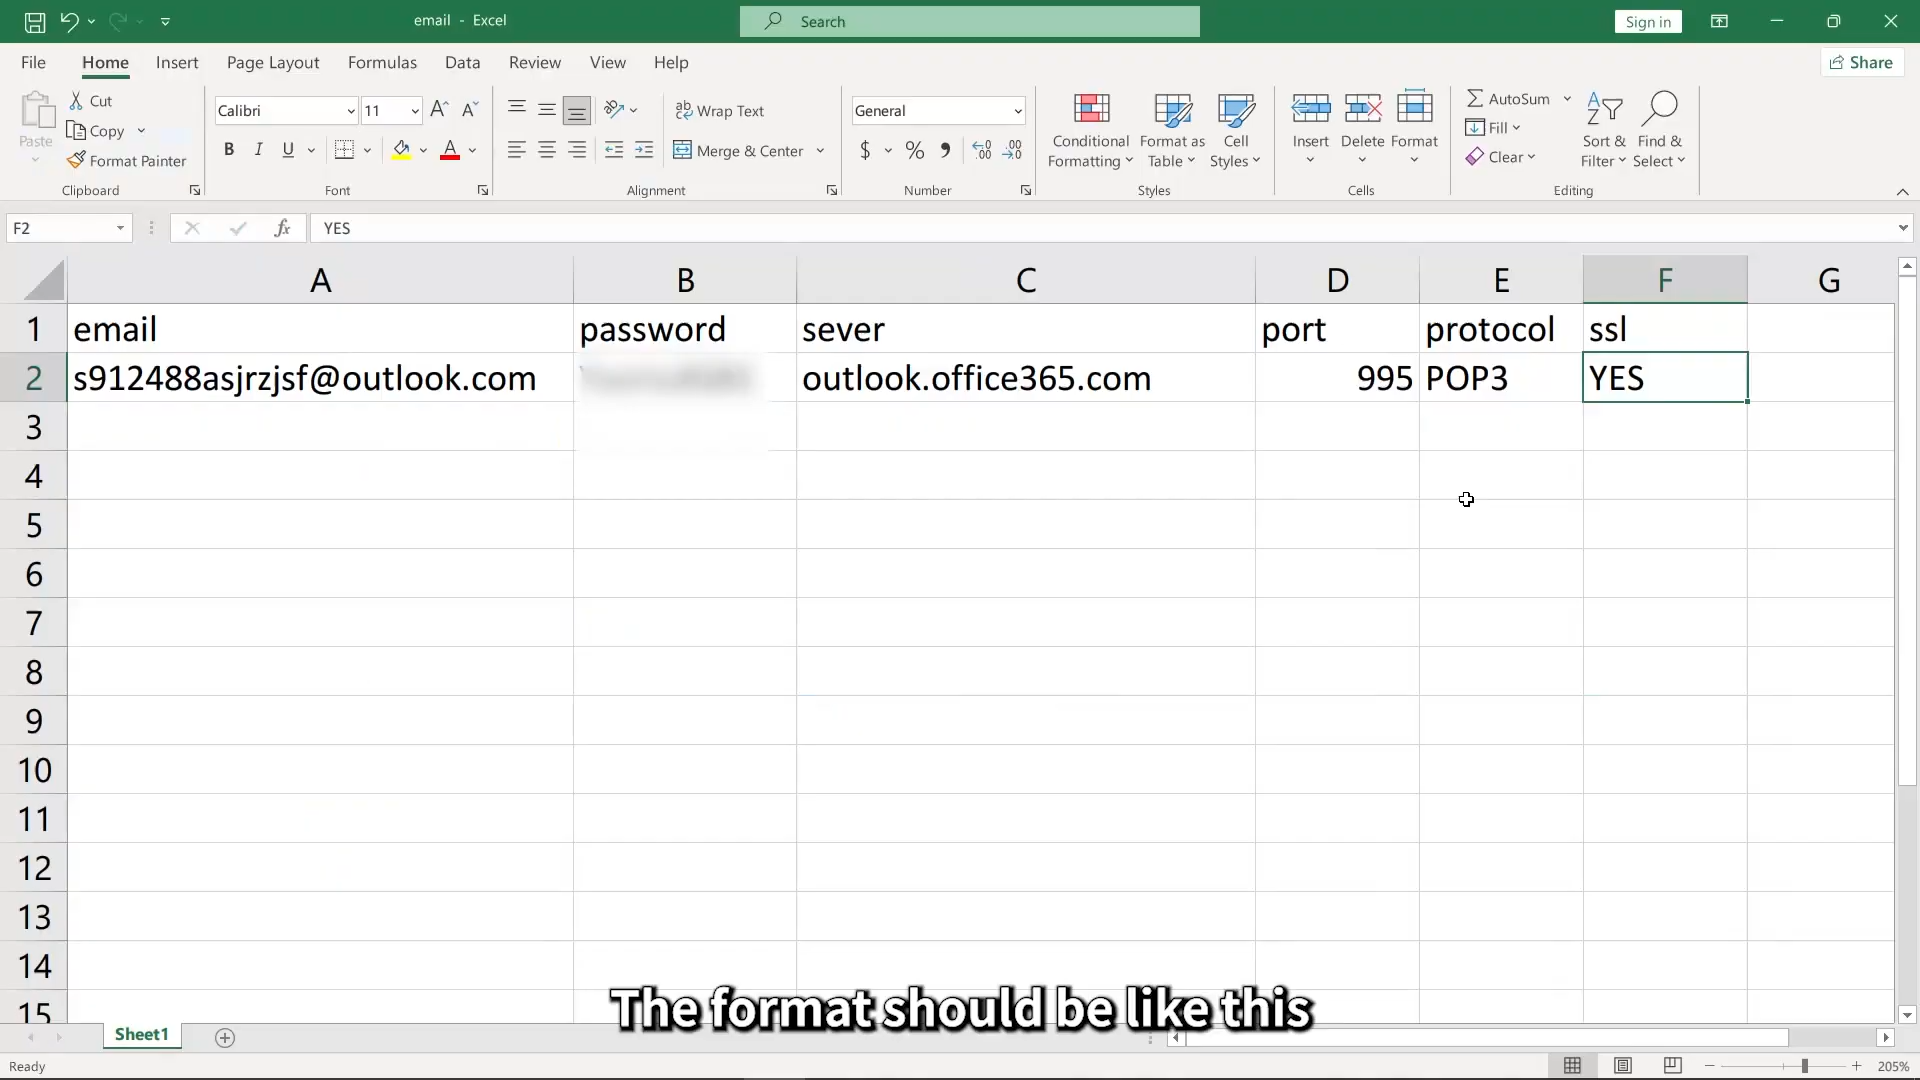 email - Excel
Search
Sign in
File Home Insert Page Layout Formulas Data Review View Help
Share
Paste
Cut
Copy
Format Painter
Clipboard
Calibri 11
B I U
Font
Wrap Text
Merge & Center
Alignment
General
$ % 9
Number
Conditional Formatting
Format as Table
Cell Styles
Styles
Insert Delete Format
Cells
AutoSum
Fill
Clear
Sort & Filter
Find & Select
Editing
F2 fx YES
A B C D E F G
1 email password sever port protocol ssl
2 s912488asjrzjsf@outlook.com outlook.office365.com 995 POP3 YES
3
4
5
6
7
8
9
10
11
12
13
14
15
The format should be like this
Sheet1
Ready 205%